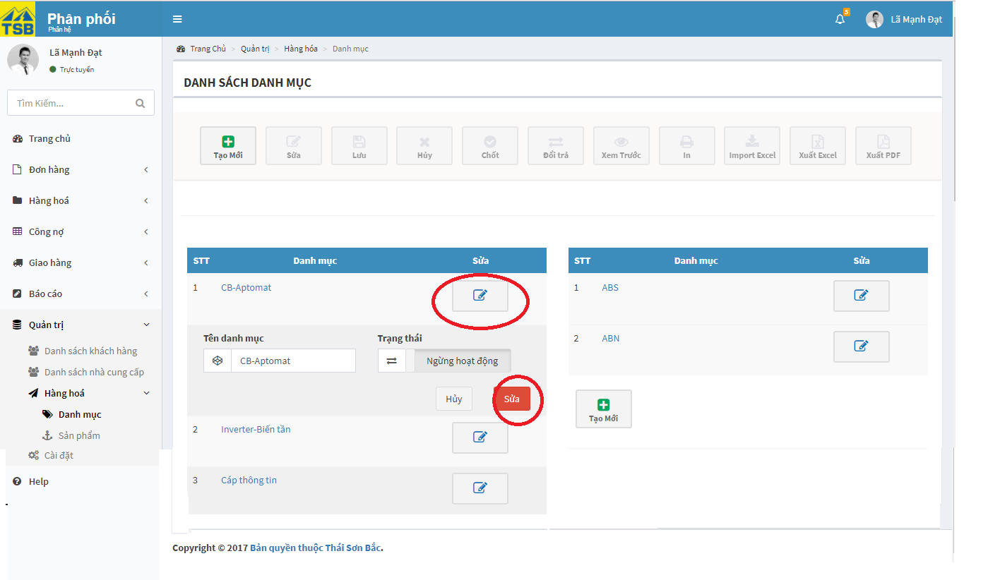 TSB
Phân phối
Phân hệ
5
Lã Mạnh Đạt
Lã Mạnh Đạt
Trực tuyến
Tìm Kiếm...
Trang chủ
Đơn hàng
Hàng hoá
Công nợ
Giao hàng
Báo cáo
Quản trị
Danh sách khách hàng
Danh sách nhà cung cấp
Hàng hoá
Danh mục
Sản phẩm
Cài đặt
Help
Trang Chủ > Quản trị > Hàng hóa > Danh mục
DANH SÁCH DANH MỤC
Tạo Mới Sửa Lưu Hủy Chốt Đổi trả Xem Trước In Import Excel Xuất Excel Xuất PDF
STT Danh mục Sửa
1 CB-Aptomat
Tên danh mục Trạng thái
CB-Aptomat Ngừng hoạt động
Hủy Sửa
2 Inverter-Biến tần
3 Cáp thông tin
STT Danh mục Sửa
1 ABS
2 ABN
Tạo Mới
Copyright © 2017 Bản quyền thuộc Thái Sơn Bắc.